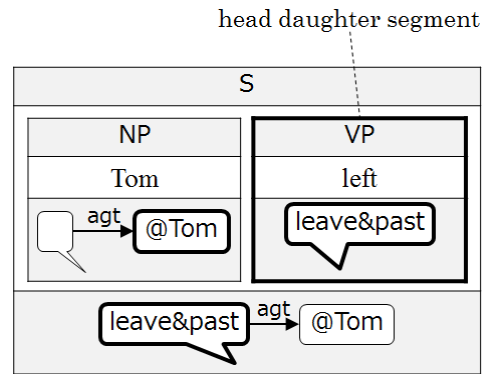 head daughter segment
S
NP VP
Tom left
agt @Tom leave&past
leave&past agt @Tom